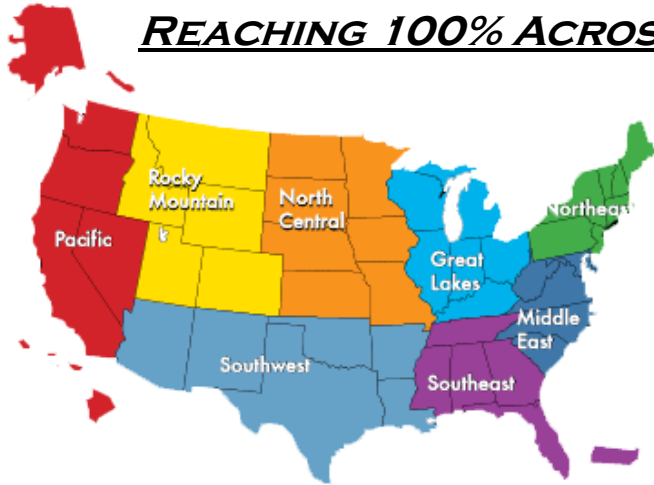 REACHING 100% ACROS
Rocky
Mountain
North
Central
Northeast
Pacific
Great
Lakes
Middle
East
Southwest
Southeast